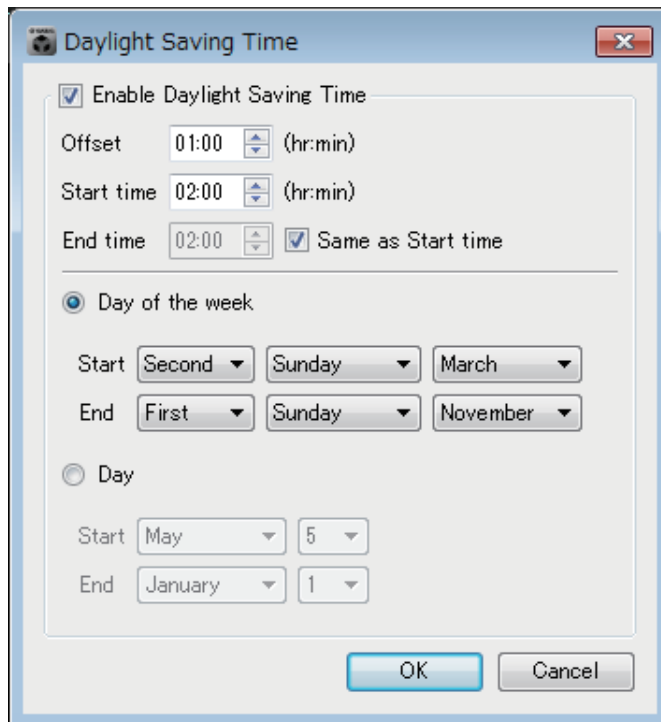 Daylight Saving Time
Enable Daylight Saving Time
Offset 01:00 (hr:min)
Start time 02:00 (hr:min)
End time 02:00 Same as Start time
Day of the week
Start Second Sunday March
End First Sunday November
Day
Start May 5
End January 1
OK Cancel